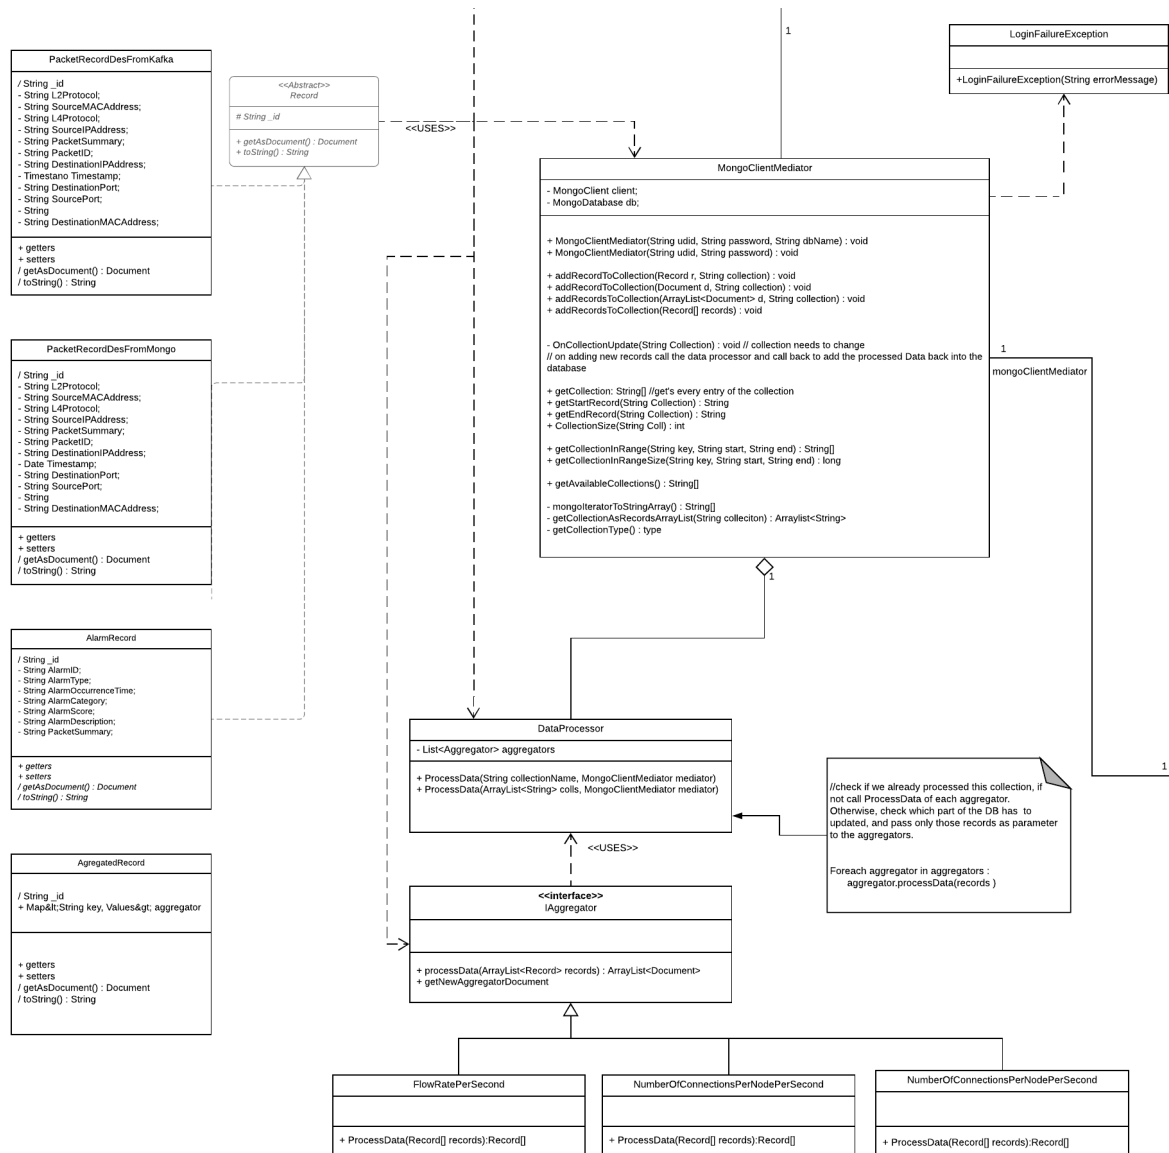 PacketRecordDesFromKafka
/ String _id
- String L2Protocol;
- String SourceMACAddress;
- String L4Protocol;
- String SourceIPAddress;
- String PacketSummary;
- String PacketID;
- String DestinationIPAddress;
- Timestano Timestamp;
- String DestinationPort;
- String SourcePort;
- String
- String DestinationMACAddress;
+ getters
+ setters
/ getAsDocument() : Document
/ toString() : String
PacketRecordDesFromMongo
/ String _id
- String L2Protocol;
- String SourceMACAddress;
- String L4Protocol;
- String SourceIPAddress;
- String PacketSummary;
- String PacketID;
- String DestinationIPAddress;
- Date Timestamp;
- String DestinationPort;
- String SourcePort;
- String
- String DestinationMACAddress;
+ getters
+ setters
/ getAsDocument() : Document
/ toString() : String
AlarmRecord
/ String _id
- String AlarmID;
- String AlarmType;
- String AlarmOccurrenceTime;
- String AlarmCategory;
- String AlarmScore;
- String AlarmDescription;
- String PacketSummary;
+ getters
+ setters
/ getAsDocument() : Document
/ toString() : String
AgregatedRecord
/ String _id
+ Map&lt;String key, Values&gt; aggregator
+ getters
+ setters
/ getAsDocument() : Document
/ toString() : String
<<Abstract>>
Record
# String _id
+ getAsDocument() : Document
+ toString() : String
<<USES>>
1
LoginFailureException
+LoginFailureException(String errorMessage)
MongoClientMediator
- MongoClient client;
- MongoDatabase db;
+ MongoClientMediator(String udid, String password, String dbName) : void
+ MongoClientMediator(String udid, String password) : void
+ addRecordToCollection(Record r, String collection) : void
+ addRecordToCollection(Document d, String collection) : void
+ addRecordsToCollection(ArrayList<Document> d, String collection) : void
+ addRecordsToCollection(Record[] records) : void
- OnCollectionUpdate(String Collection) : void // collection needs to change
// on adding new records call the data processor and call back to add the processed Data back into the
database
+ getCollection: String[] //get's every entry of the collection
+ getStartRecord(String Collection) : String
+ getEndRecord(String Collection) : String
+ CollectionSize(String Coll) : int
+ getCollectionInRange(String key, String start, String end) : String[]
+ getCollectionInRangeSize(String key, String start, String end) : long
+ getAvailableCollections() : String[]
- mongoIteratorToStringArray() : String[]
- getCollectionAsRecordsArrayList(String colleciton) : Arraylist<String>
- getCollectionType() : type
1
mongoClientMediator
1
1
DataProcessor
- List<Aggregator> aggregators
+ ProcessData(String collectionName, MongoClientMediator mediator)
+ ProcessData(ArrayList<String> colls, MongoClientMediator mediator)
//check if we already processed this collection, if
not call ProcessData of each aggregator.
Otherwise, check which part of the DB has to
updated, and pass only those records as parameter
to the aggregators.
Foreach aggregator in aggregators :
aggregator.processData(records )
<<USES>>
<<interface>>
IAggregator
+ processData(ArrayList<Record> records) : ArrayList<Document>
+ getNewAggregatorDocument
FlowRatePerSecond
+ ProcessData(Record[] records):Record[]
NumberOfConnectionsPerNodePerSecond
+ ProcessData(Record[] records):Record[]
NumberOfConnectionsPerNodePerSecond
+ ProcessData(Record[] records):Record[]